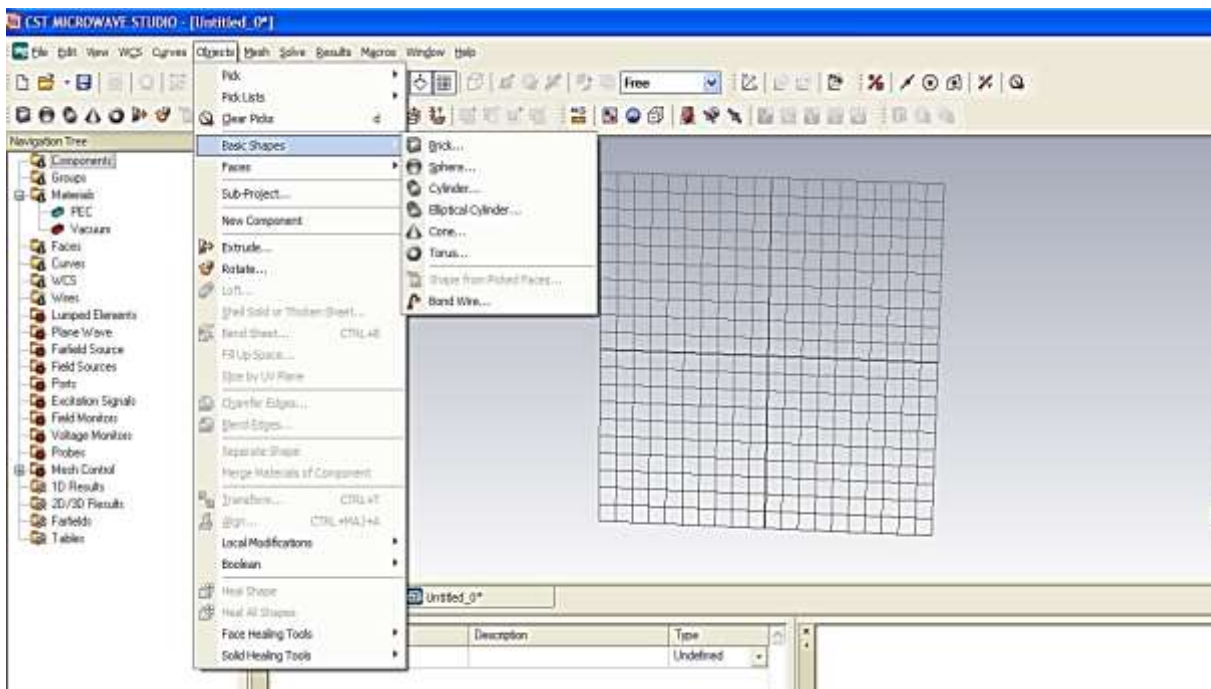 CST MICROWAVE STUDIO - [Untitled_0*]
File Edit View WCS Curves Objects Mesh Solve Results Macros Window Help
Free
Navigation Tree
Components
Groups
Materials
PEC
Vacuum
Faces
Curves
WCS
Wires
Lumped Elements
Plane Wave
Farfield Source
Field Sources
Ports
Excitation Signals
Field Monitors
Voltage Monitors
Probes
Mesh Control
1D Results
2D/3D Results
Farfields
Tables
Pick
Pick Lists
Clear Picks d
Basic Shapes
Faces
Sub-Project...
New Component
Extrude...
Rotate...
Loft...
Shell Solid or Thicken Sheet...
Bend Sheet... CTRL+B
Fill Up Space...
Slice by UV Plane
Chamfer Edges...
Blend Edges...
Separate Shape
Merge Materials of Component
Transform... CTRL+T
Align... CTRL+MAJ+A
Local Modifications
Boolean
Heal Shape
Heal All Shapes
Face Healing Tools
Solid Healing Tools
Brick...
Sphere...
Cylinder...
Elliptical Cylinder...
Cone...
Torus...
Shape from Picked Faces...
Bond Wire...
Untitled_0*
Description Type
Undefined